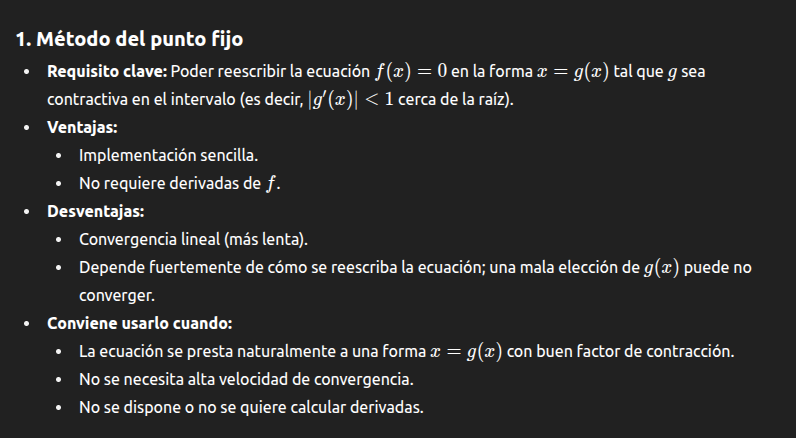 1. Método del punto fijo
• Requisito clave: Poder reescribir la ecuación f(x) = 0 en la forma x = g(x) tal que g sea
contractiva en el intervalo (es decir, |g′(x)| < 1 cerca de la raíz).
• Ventajas:
• Implementación sencilla.
• No requiere derivadas de f.
• Desventajas:
• Convergencia lineal (más lenta).
• Depende fuertemente de cómo se reescriba la ecuación; una mala elección de g(x) puede no
converger.
• Conviene usarlo cuando:
• La ecuación se presta naturalmente a una forma x = g(x) con buen factor de contracción.
• No se necesita alta velocidad de convergencia.
• No se dispone o no se quiere calcular derivadas.